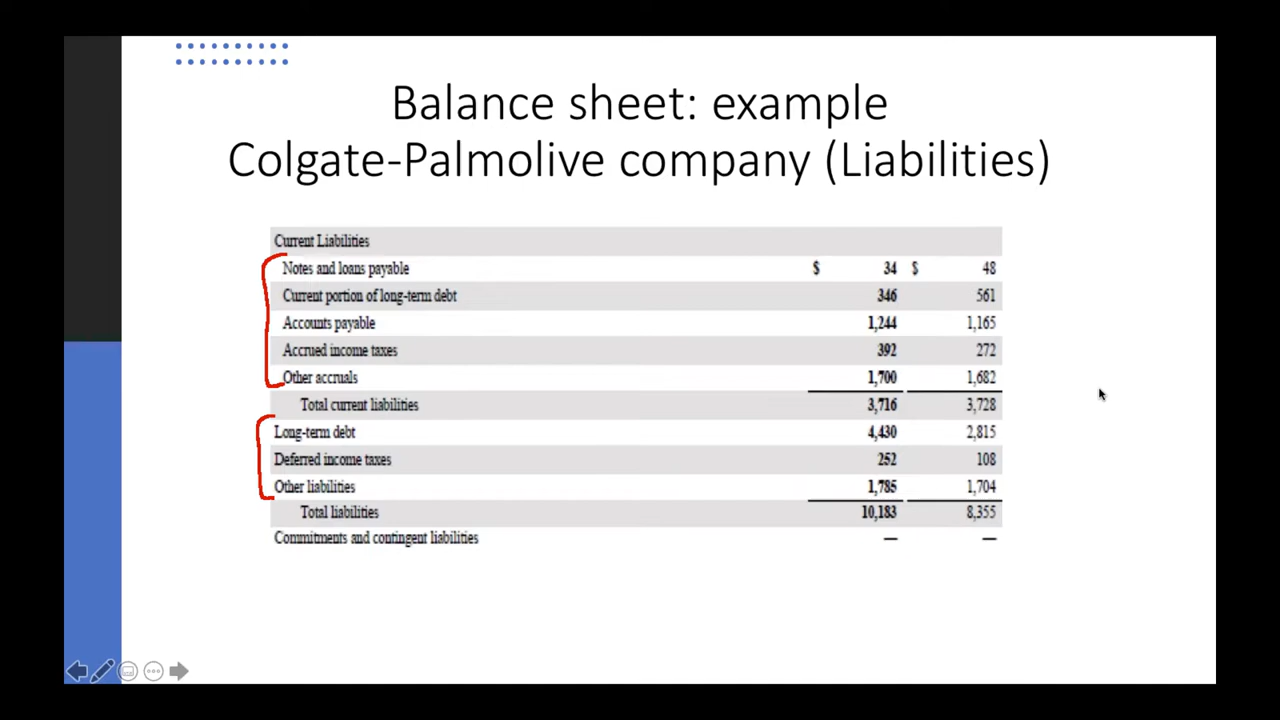 Balance sheet: example
Colgate-Palmolive company (Liabilities)
Current Liabilities
Notes and loans payable $ 34 $ 48
Current portion of long-term debt 346 561
Accounts payable 1,244 1,165
Accrued income taxes 392 272
Other accruals 1,700 1,682
Total current liabilities 3,716 3,728
Long-term debt 4,430 2,815
Deferred income taxes 252 108
Other liabilities 1,785 1,704
Total liabilities 10,183 8,355
Commitments and contingent liabilities — —